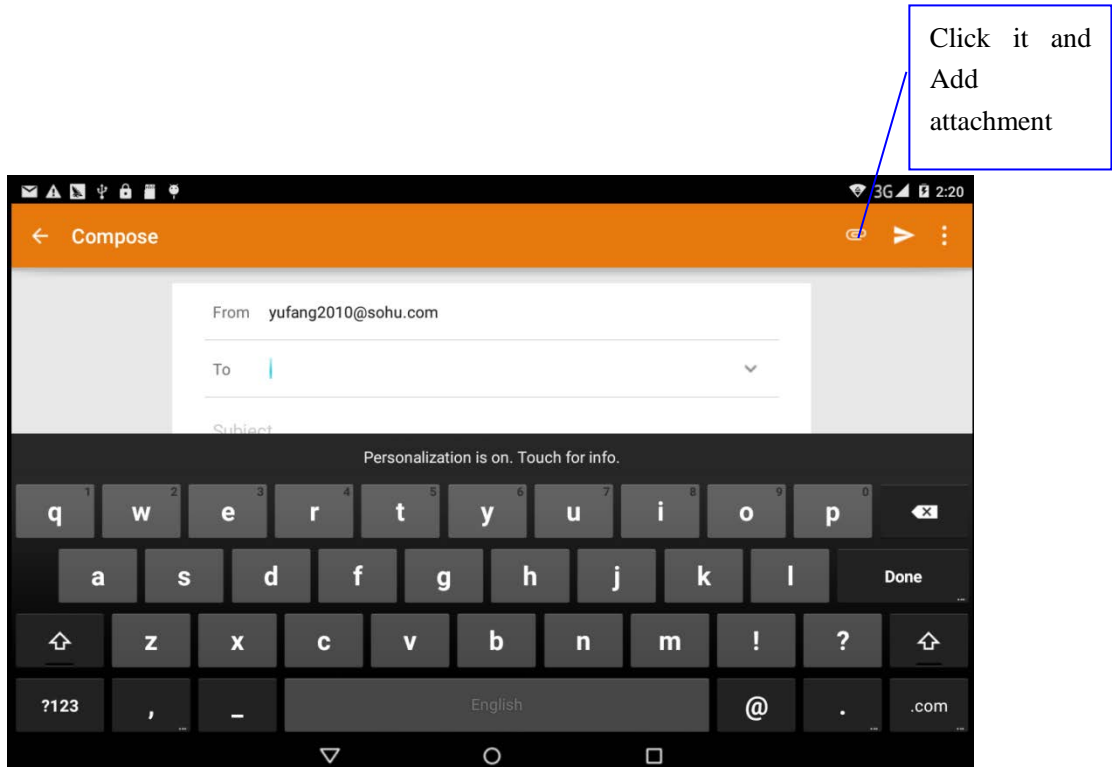 Click it and
Add
attachment
3G 2:20
Compose
From yufang2010@sohu.com
To
Subject
Personalization is on. Touch for info.
1 2 3 4 5 6 7 8 9 0
q w e r t y u i o p
a s d f g h j k l Done
z x c v b n m ! ?
?123 , _ English @ . .com